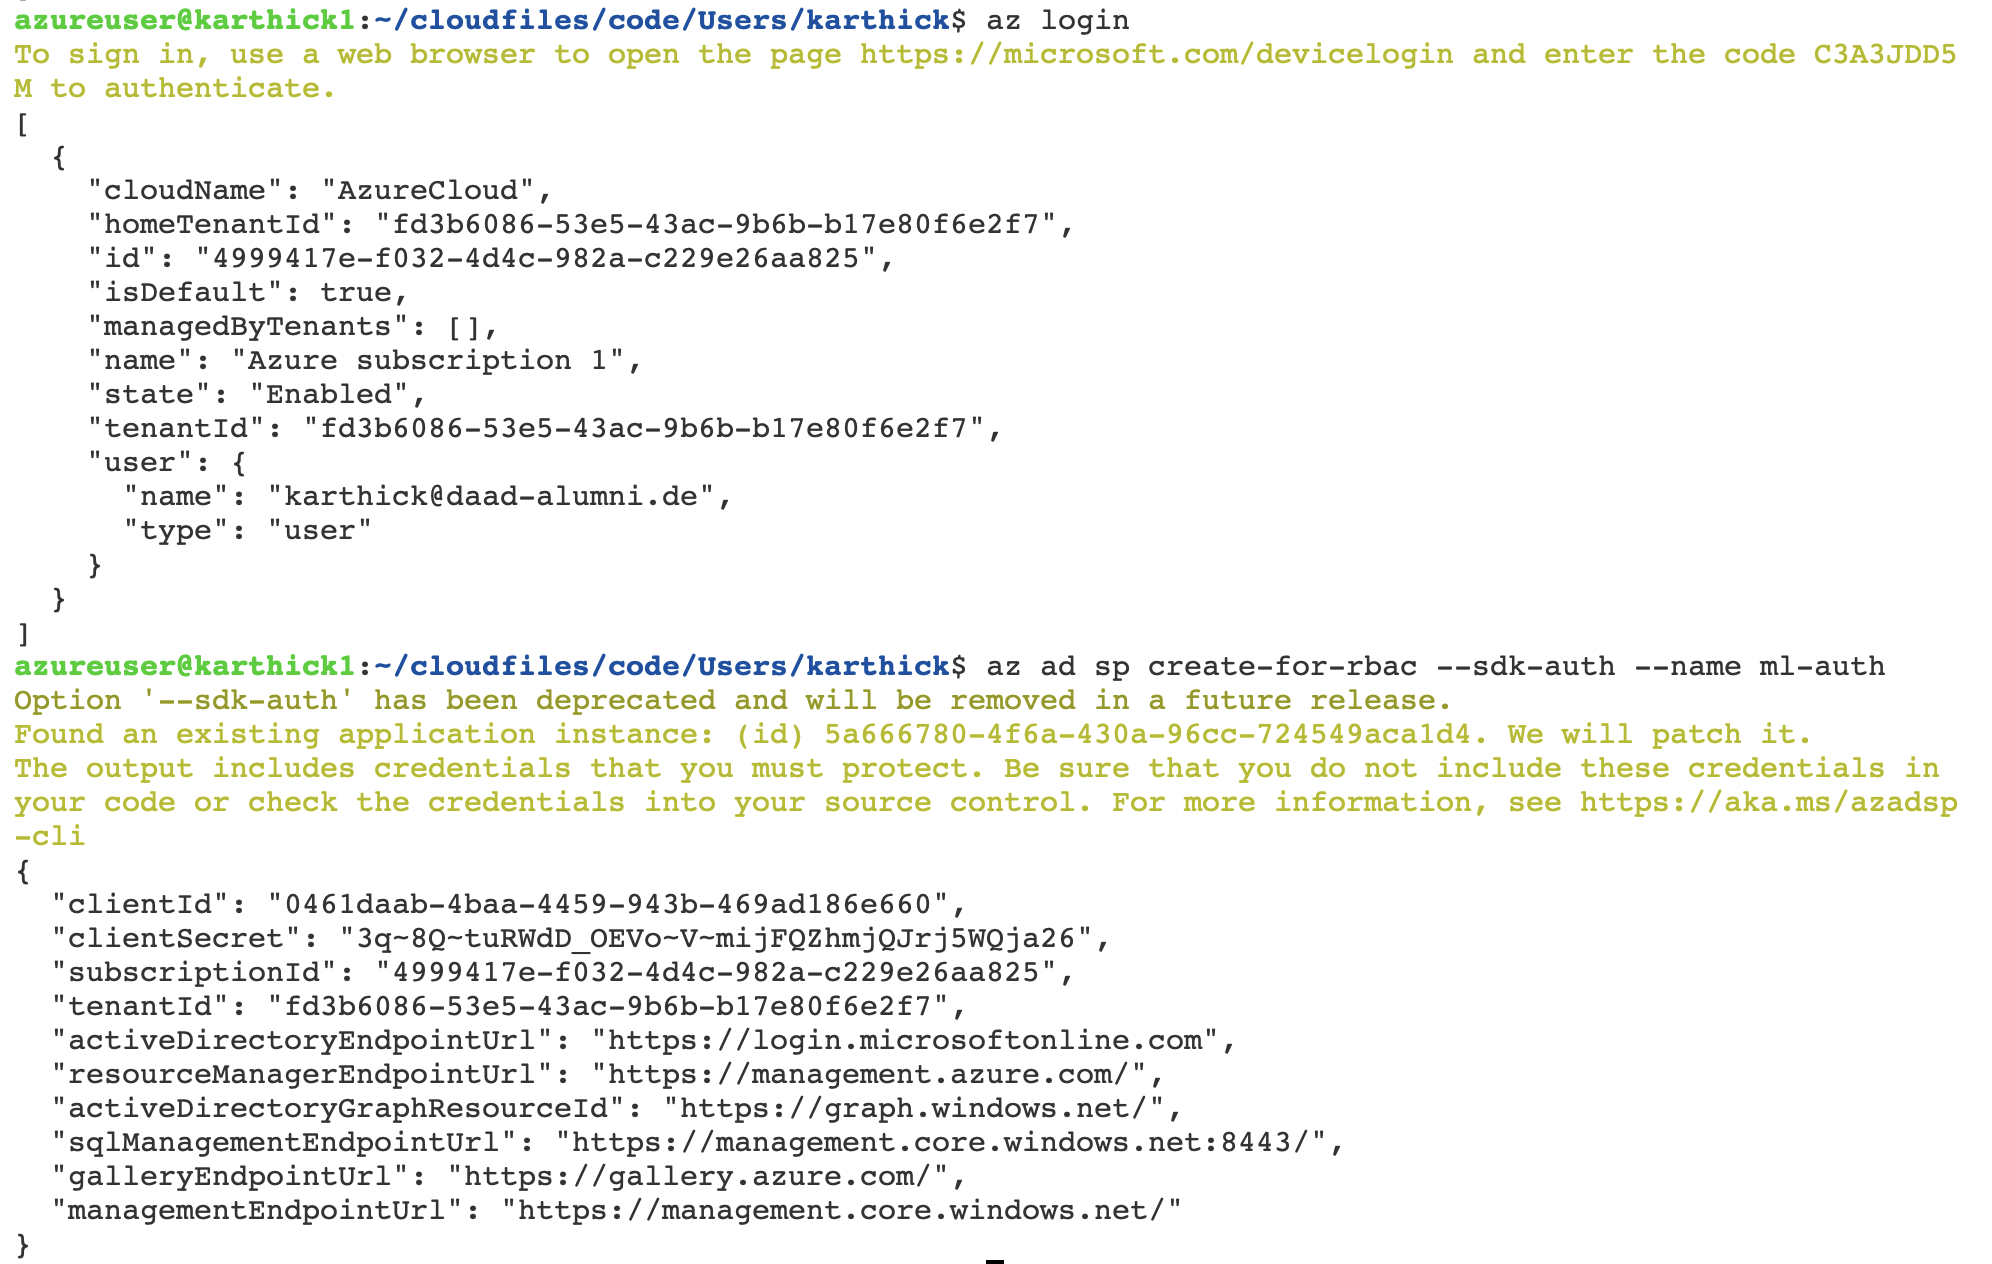 azureuser@karthick1:~/cloudfiles/code/Users/karthick$ az login
To sign in, use a web browser to open the page https://microsoft.com/devicelogin and enter the code C3A3JDD5
M to authenticate.
[
  {
    "cloudName": "AzureCloud",
    "homeTenantId": "fd3b6086-53e5-43ac-9b6b-b17e80f6e2f7",
    "id": "4999417e-f032-4d4c-982a-c229e26aa825",
    "isDefault": true,
    "managedByTenants": [],
    "name": "Azure subscription 1",
    "state": "Enabled",
    "tenantId": "fd3b6086-53e5-43ac-9b6b-b17e80f6e2f7",
    "user": {
      "name": "karthick@daad-alumni.de",
      "type": "user"
    }
  }
]
azureuser@karthick1:~/cloudfiles/code/Users/karthick$ az ad sp create-for-rbac --sdk-auth --name ml-auth
Option '--sdk-auth' has been deprecated and will be removed in a future release.
Found an existing application instance: (id) 5a666780-4f6a-430a-96cc-724549aca1d4. We will patch it.
The output includes credentials that you must protect. Be sure that you do not include these credentials in
your code or check the credentials into your source control. For more information, see https://aka.ms/azadsp
-cli
{
  "clientId": "0461daab-4baa-4459-943b-469ad186e660",
  "clientSecret": "3q~8Q~tuRWdD_OEVo~V~mijFQZhmjQJrj5WQja26",
  "subscriptionId": "4999417e-f032-4d4c-982a-c229e26aa825",
  "tenantId": "fd3b6086-53e5-43ac-9b6b-b17e80f6e2f7",
  "activeDirectoryEndpointUrl": "https://login.microsoftonline.com",
  "resourceManagerEndpointUrl": "https://management.azure.com/",
  "activeDirectoryGraphResourceId": "https://graph.windows.net/",
  "sqlManagementEndpointUrl": "https://management.core.windows.net:8443/",
  "galleryEndpointUrl": "https://gallery.azure.com/",
  "managementEndpointUrl": "https://management.core.windows.net/"
}